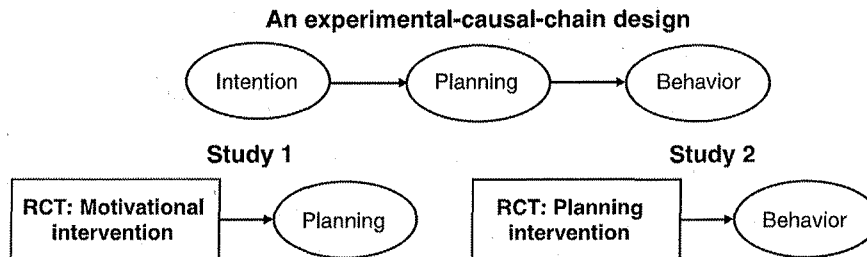 An experimental-causal-chain design
Intention
Planning
Behavior
Study 1
Study 2
RCT: Motivational
intervention
Planning
RCT: Planning
intervention
Behavior